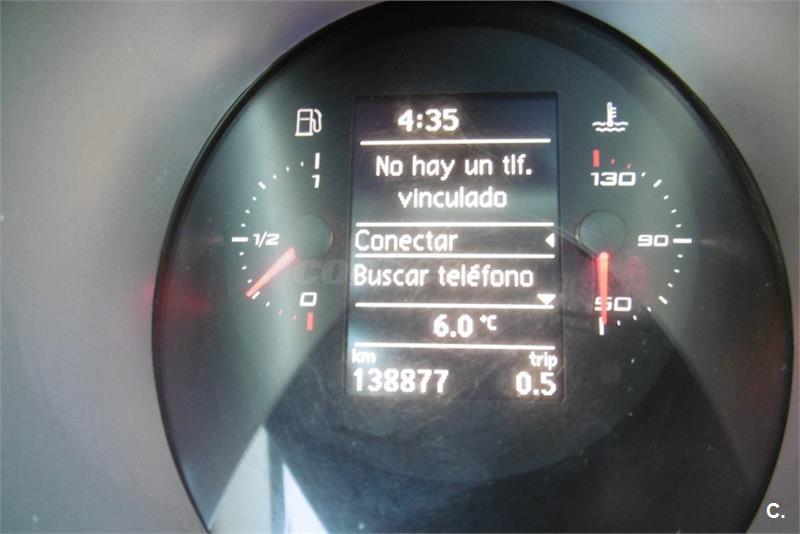 4:35
No hay un tlf.
vinculado
Conectar
Buscar teléfono
6.0 °C
km trip
138877 0.5
1
1/2
0
130
90
50
C.